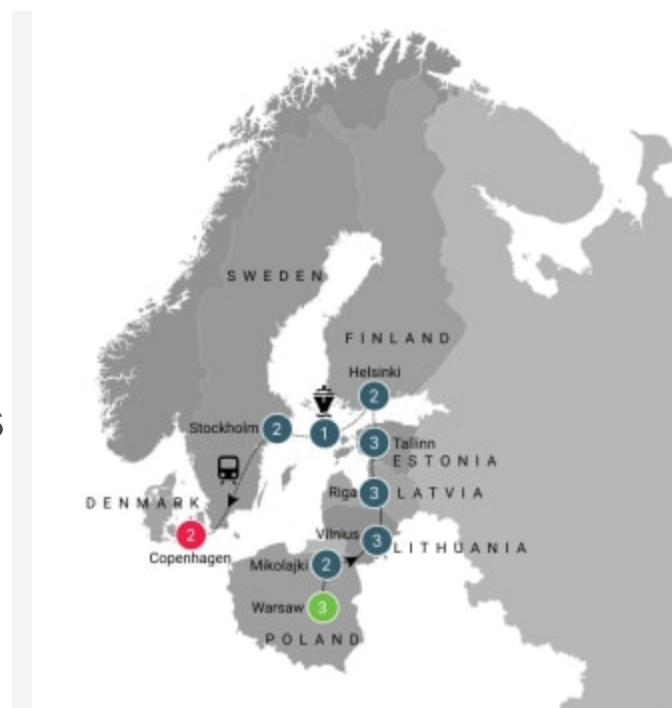 SWEDEN
FINLAND
Helsinki
2
Stockholm 2
1
3 Tallinn
ESTONIA
Riga 3 LATVIA
DENMARK
2
Copenhagen
Vilnius 3
LITHUANIA
Mikolajki 2
Warsaw 3
POLAND
S